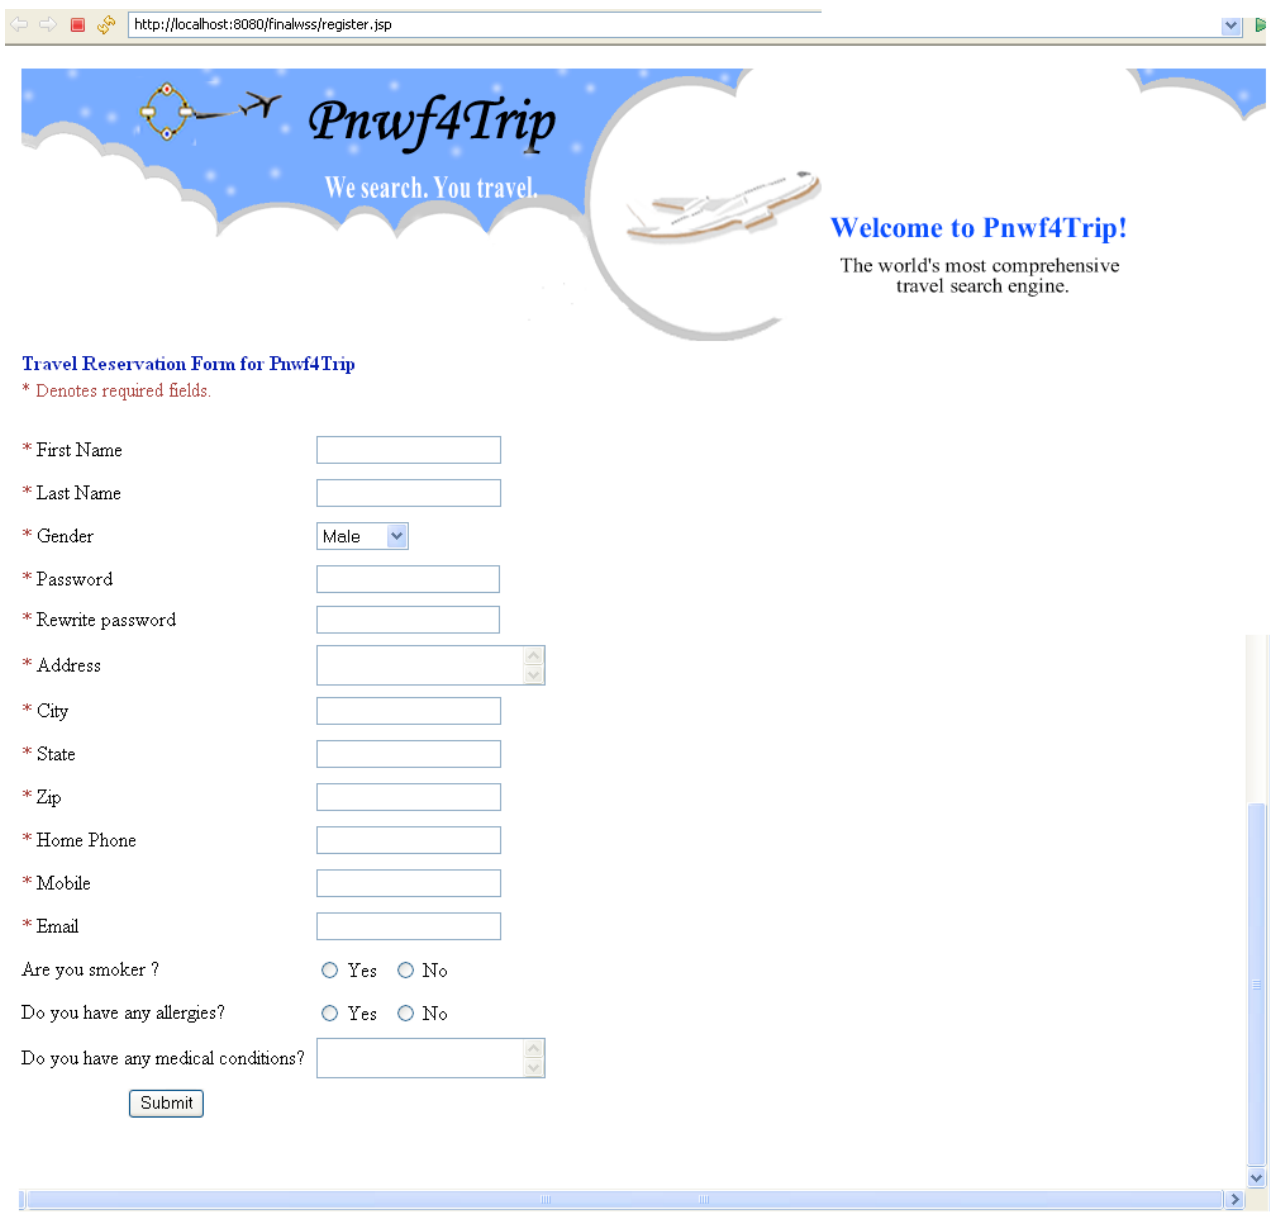 http://localhost:8080/finalwss/register.jsp
Pnwf4Trip
We search. You travel.
Welcome to Pnwf4Trip!
The world's most comprehensive
travel search engine.
Travel Reservation Form for Pnwf4Trip
* Denotes required fields.
* First Name
* Last Name
* Gender Male
* Password
* Rewrite password
* Address
* City
* State
* Zip
* Home Phone
* Mobile
* Email
Are you smoker ? Yes No
Do you have any allergies? Yes No
Do you have any medical conditions?
Submit